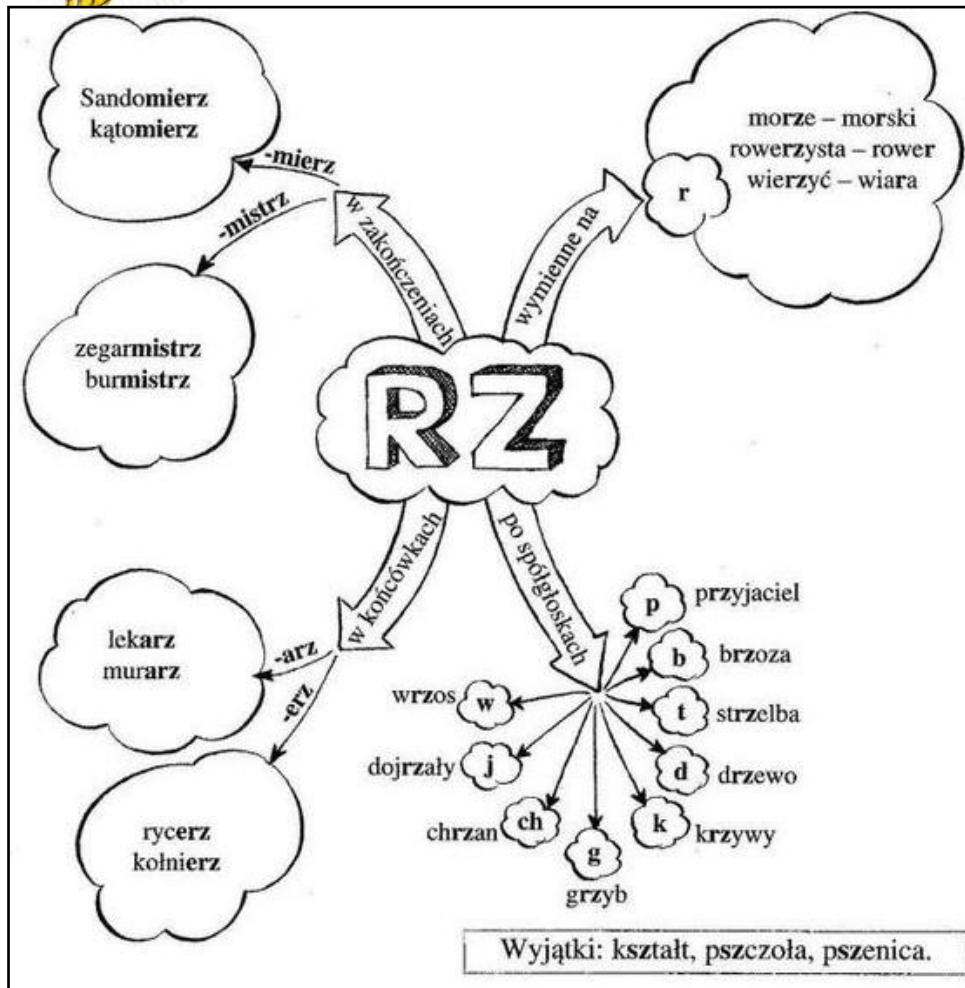 Sandomierz
kątomierz
-mierz
-mistrz
w zakończeniach
zegarmistrz
burmistrz
wymienne na
r
morze – morski
rowerzysta – rower
wierzyć – wiara
RZ
w końcówkach
-arz
-erz
lekarz
murarz
rycerz
kołnierz
po spółgłoskach
p przyjaciel
b brzoza
t strzelba
d drzewo
k krzywy
g
grzyb
chrzan ch
dojrzały j
wrzos w
Wyjątki: kształt, pszczoła, pszenica.